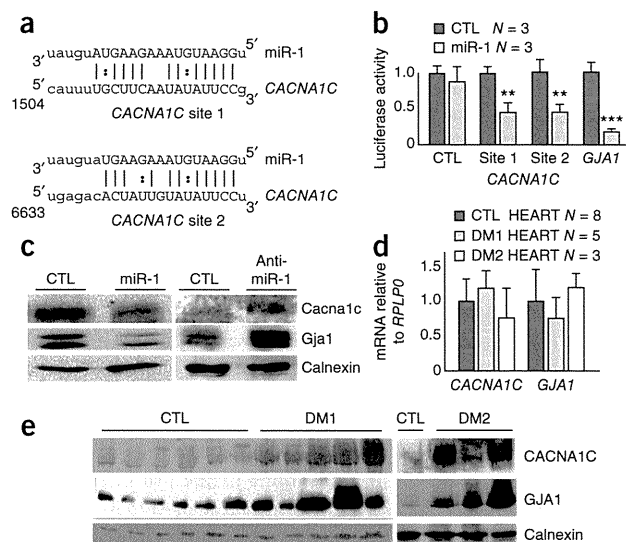 a
3′ uauguAUGAAGAAAUGUAAGGu 5′ miR-1
5′ cauuuUGCUUCAAUAUAUUCCg 3′ CACNA1C
1504
CACNA1C site 1
3′ uauguaUGAAGAAAUGUAAGGu 5′ miR-1
5′ ugagacACUAUUGUAUAUUCCu 3′ CACNA1C
6633
CACNA1C site 2
b
CTL N = 3
miR-1 N = 3
Luciferase activity
1.0
0.5
0
** ** ***
CTL Site 1 Site 2 GJA1
CACNA1C
c
CTL miR-1 CTL Anti-miR-1
Cacna1c
Gja1
Calnexin
d
CTL HEART N = 8
DM1 HEART N = 5
DM2 HEART N = 3
mRNA relative
to RPLP0
1.5
1.0
0.5
0
CACNA1C GJA1
e
CTL DM1 CTL DM2
CACNA1C
GJA1
Calnexin